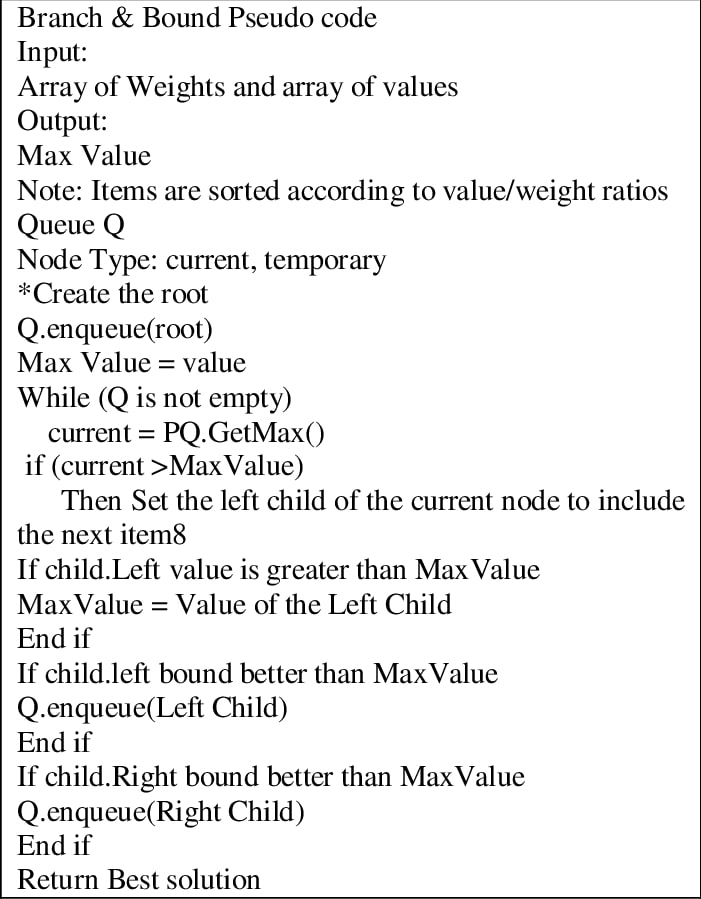 Branch & Bound Pseudo code
Input:
Array of Weights and array of values
Output:
Max Value
Note: Items are sorted according to value/weight ratios
Queue Q
Node Type: current, temporary
*Create the root
Q.enqueue(root)
Max Value = value
While (Q is not empty)
current = PQ.GetMax()
if (current >MaxValue)
Then Set the left child of the current node to include
the next item8
If child.Left value is greater than MaxValue
MaxValue = Value of the Left Child
End if
If child.left bound better than MaxValue
Q.enqueue(Left Child)
End if
If child.Right bound better than MaxValue
Q.enqueue(Right Child)
End if
Return Best solution